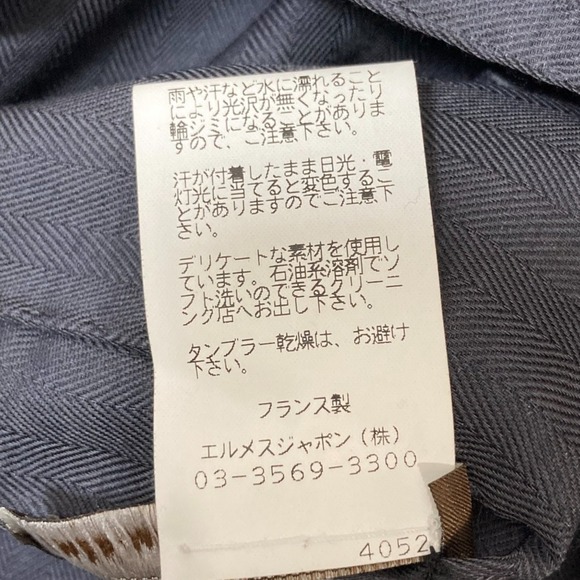 雨や汗など水に濡れること
により光沢が無くなったり
輪シミになることがありま
すので、ご注意下さい。
汗が付着したまま日光・電
灯光に当てると変色するこ
とがありますのでご注意下
さい。
デリケートな素材を使用し
ています。石油系溶剤でソ
フト洗いのできるクリーニ
ング店へお出し下さい。
タンブラー乾燥は、お避け
下さい。
フランス製
エルメスジャポン(株)
03-3569-3300
4052